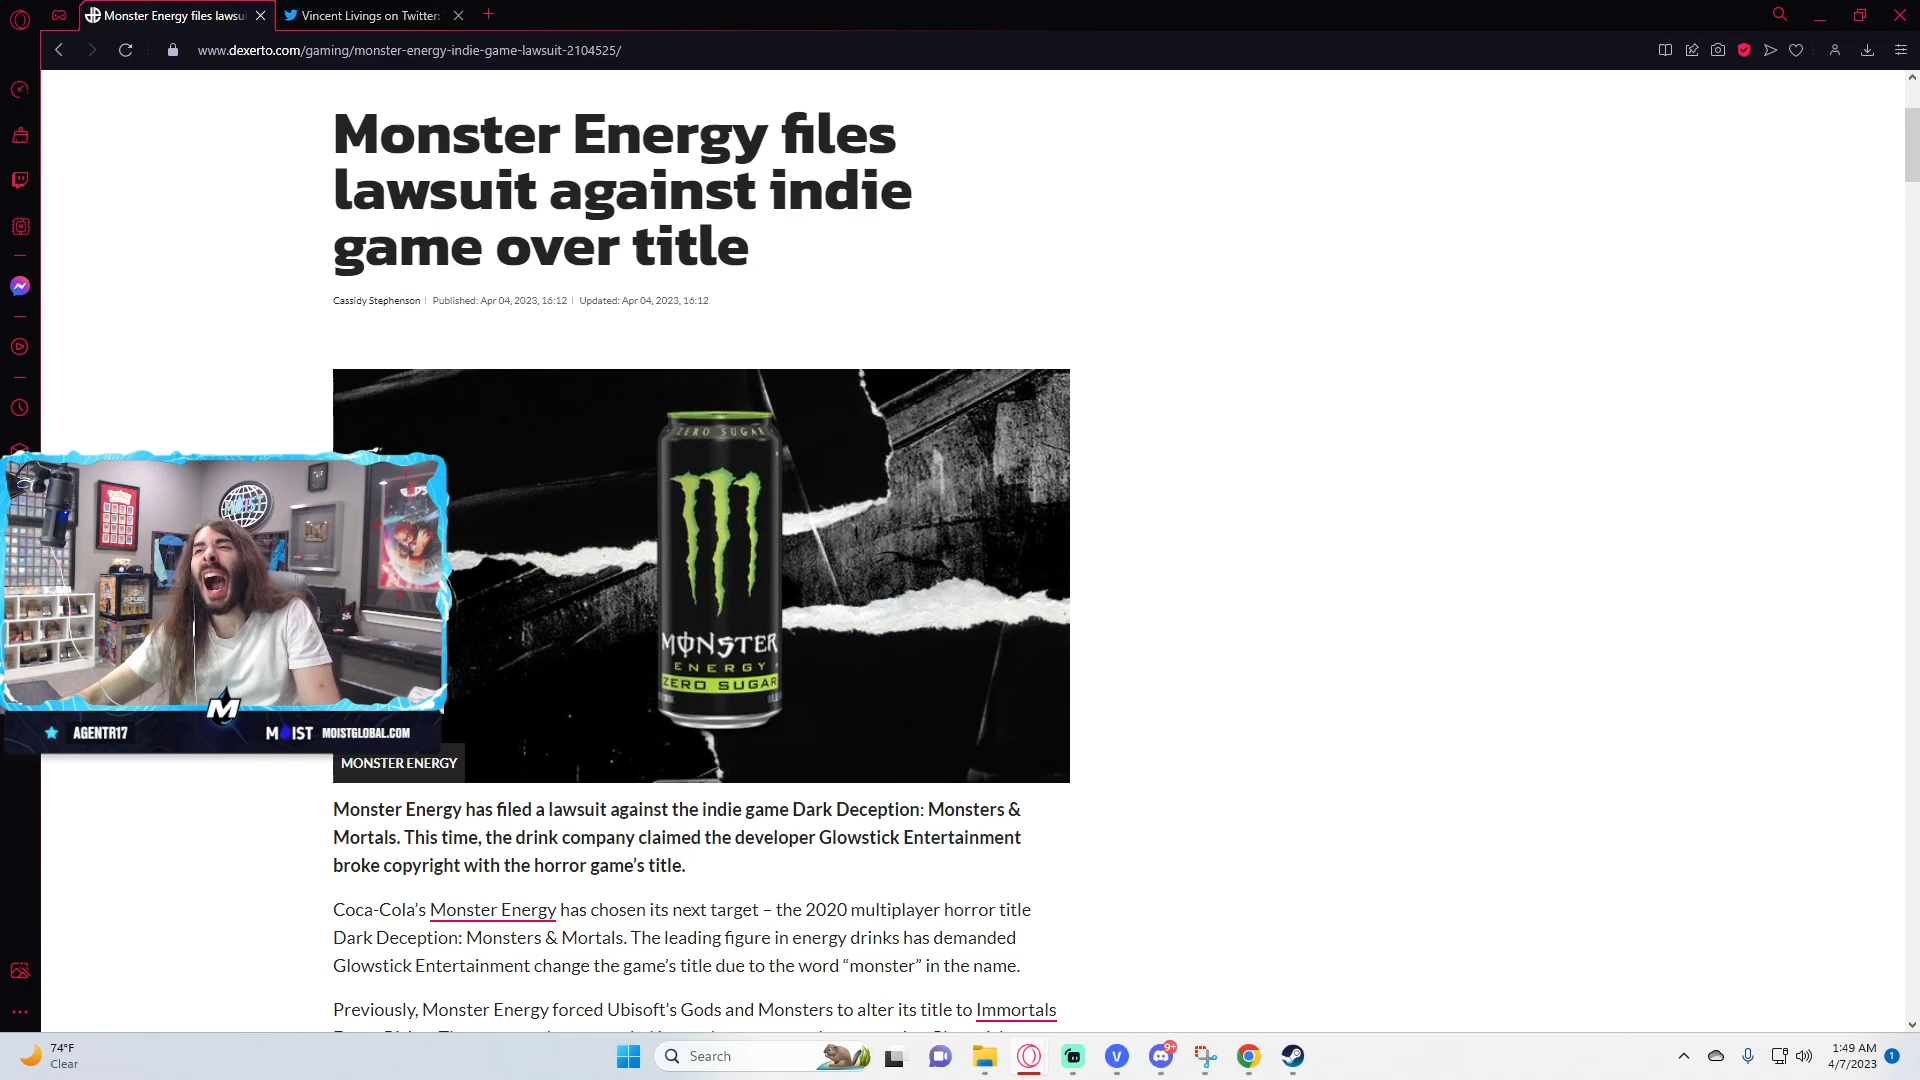 Monster Energy files lawsui
Vincent Livings on Twitter:
www.dexerto.com/gaming/monster-energy-indie-game-lawsuit-2104525/
Monster Energy files
lawsuit against indie
game over title
Cassidy Stephenson | Published: Apr 04, 2023, 16:12 | Updated: Apr 04, 2023, 16:12
ZERO SUGAR
MONSTER
ENERGY
ZERO SUGAR
MOIST
M
AGENTR17
MOIST
MOISTGLOBAL.COM
MONSTER ENERGY
Monster Energy has filed a lawsuit against the indie game Dark Deception: Monsters &
Mortals. This time, the drink company claimed the developer Glowstick Entertainment
broke copyright with the horror game’s title.
Coca-Cola’s Monster Energy has chosen its next target – the 2020 multiplayer horror title
Dark Deception: Monsters & Mortals. The leading figure in energy drinks has demanded
Glowstick Entertainment change the game’s title due to the word “monster” in the name.
Previously, Monster Energy forced Ubisoft’s Gods and Monsters to alter its title to Immortals
74°F
Clear
Search
V
9+
1:49 AM
4/7/2023
1